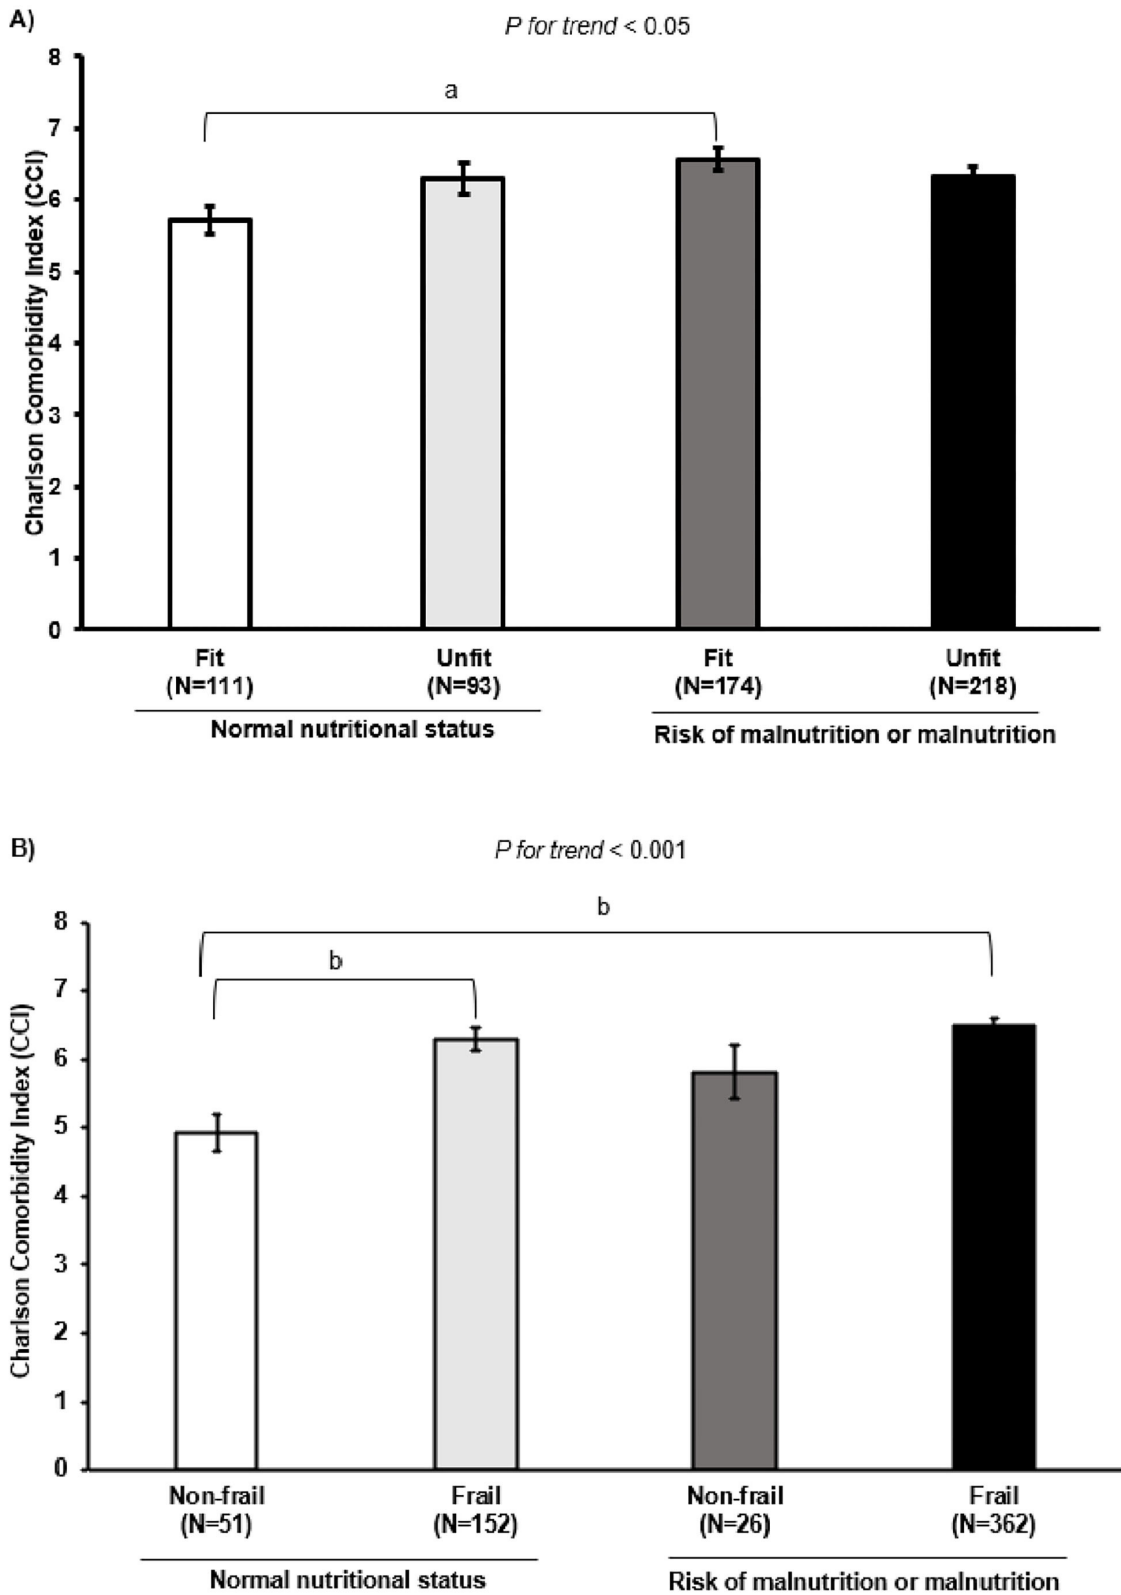 A)
P for trend < 0.05
a
Charlson Comorbidity Index (CCI)
8
7
6
5
4
3
2
1
0
Fit
(N=111)
Unfit
(N=93)
Fit
(N=174)
Unfit
(N=218)
Normal nutritional status
Risk of malnutrition or malnutrition
B)
P for trend < 0.001
b
b
Charlson Comorbidity Index (CCI)
8
7
6
5
4
3
2
1
0
Non-frail
(N=51)
Frail
(N=152)
Non-frail
(N=26)
Frail
(N=362)
Normal nutritional status
Risk of malnutrition or malnutrition